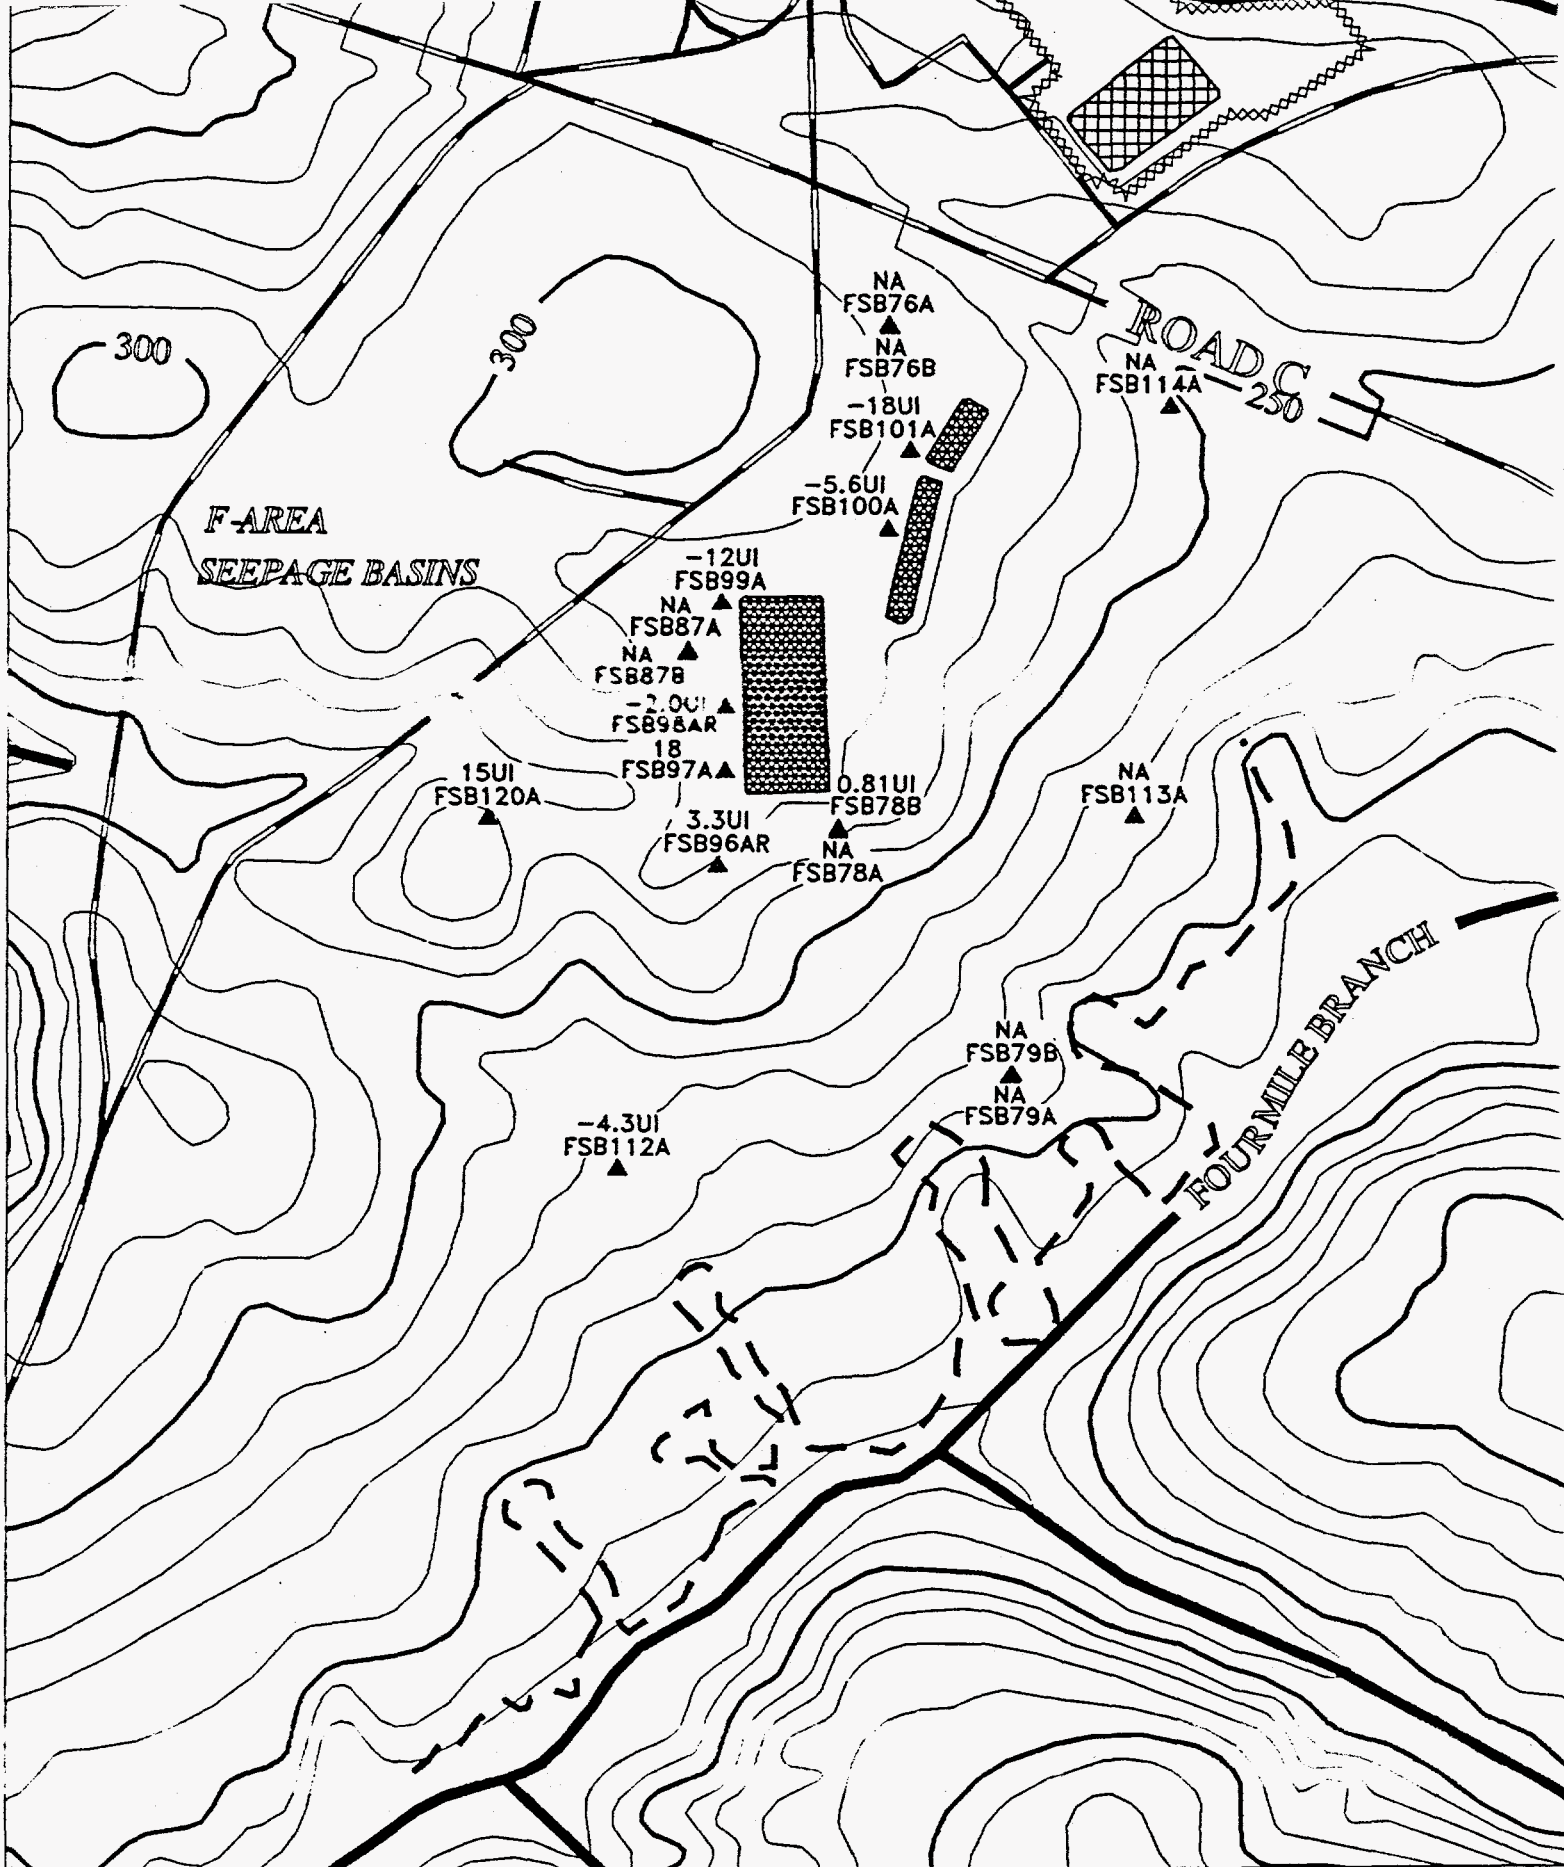 NA
FSB76A
NA
FSB76B
ROAD C
300
300
NA
FSB114A
250
-18UI
FSB101A
-5.6UI
FSB100A
F-AREA
SEEPAGE BASINS
-12UI
FSB99A
NA
FSB87A
NA
FSB87B
-2.0UI
FSB98AR
18
FSB97A
15UI
FSB120A
0.81UI
FSB78B
NA
FSB78A
3.3UI
FSB96AR
NA
FSB113A
FOURMILE BRANCH
NA
FSB79B
NA
FSB79A
-4.3UI
FSB112A